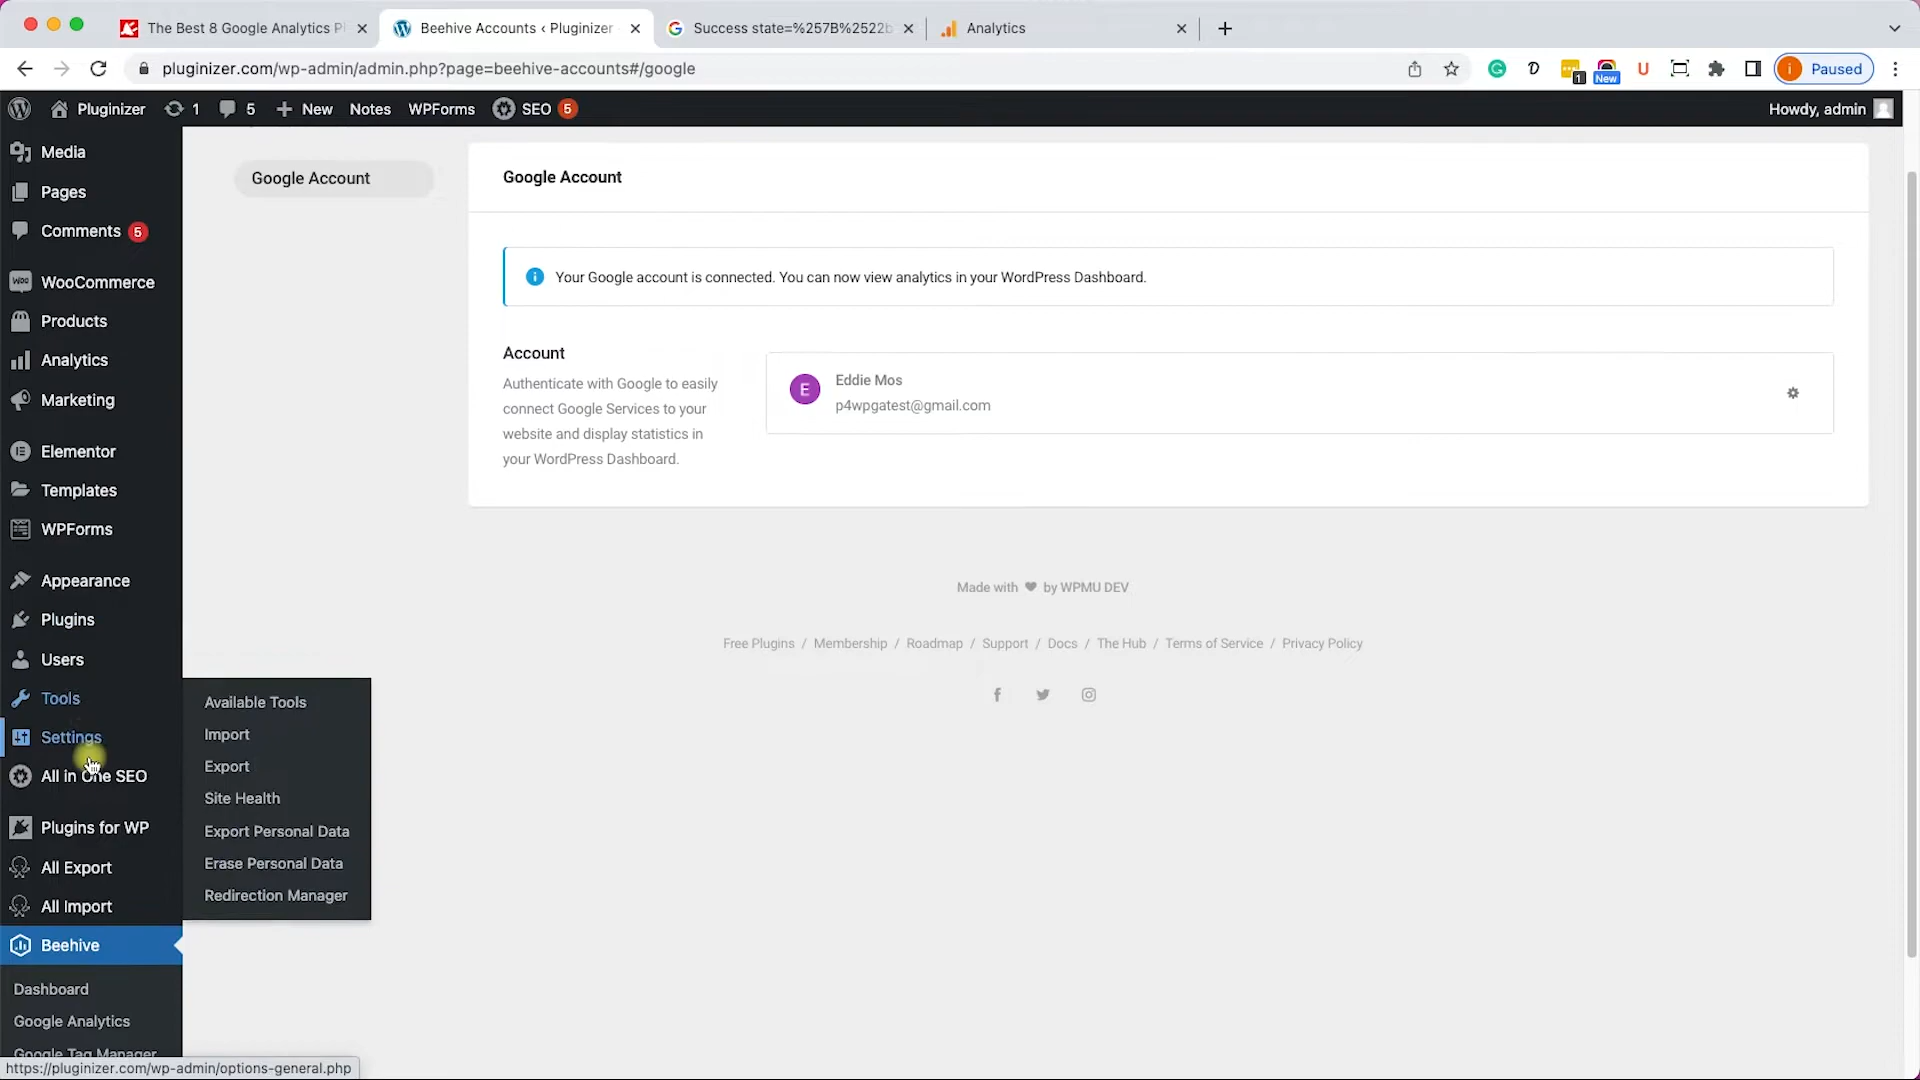 The Best 8 Google Analytics P
Beehive Accounts ‹ Pluginizer
Success state=%257B%2522b
Analytics
pluginizer.com/wp-admin/admin.php?page=beehive-accounts#/google
1
New
U
i
Paused
Pluginizer
1
5
New
Notes
WPForms
SEO
5
Howdy, admin
Media
Pages
Comments 5
WooCommerce
Products
Analytics
Marketing
Elementor
Templates
WPForms
Appearance
Plugins
Users
Tools
Settings
All in One SEO
Plugins for WP
All Export
All Import
Beehive
Dashboard
Google Analytics
Google Tag Manager
https://pluginizer.com/wp-admin/options-general.php
Available Tools
Import
Export
Site Health
Export Personal Data
Erase Personal Data
Redirection Manager
Google Account
Google Account
Your Google account is connected. You can now view analytics in your WordPress Dashboard.
Account
Authenticate with Google to easily
connect Google Services to your
website and display statistics in
your WordPress Dashboard.
E
Eddie Mos
p4wpgatest@gmail.com
Made with ♥ by WPMU DEV
Free Plugins / Membership / Roadmap / Support / Docs / The Hub / Terms of Service / Privacy Policy